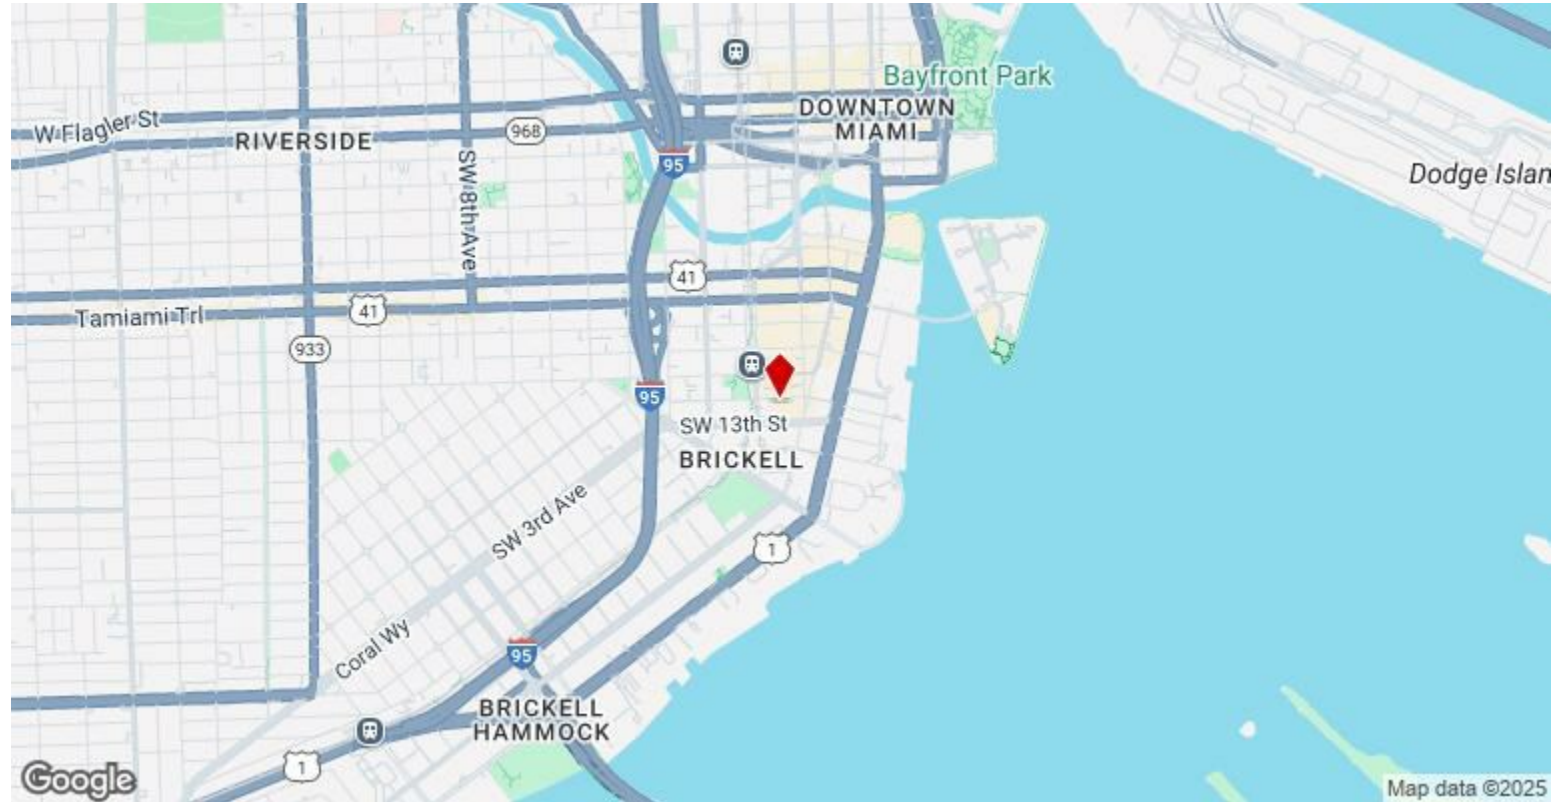 Bayfront Park
DOWNTOWN
MIAMI
W Flagler St
RIVERSIDE
968
95
SW 8th Ave
Dodge Islan
41
41
Tamiami Trl
933
95
SW 13th St
BRICKELL
SW 3rd Ave
1
Coral Wy
95
BRICKELL
HAMMOCK
1
Google
Map data ©2025